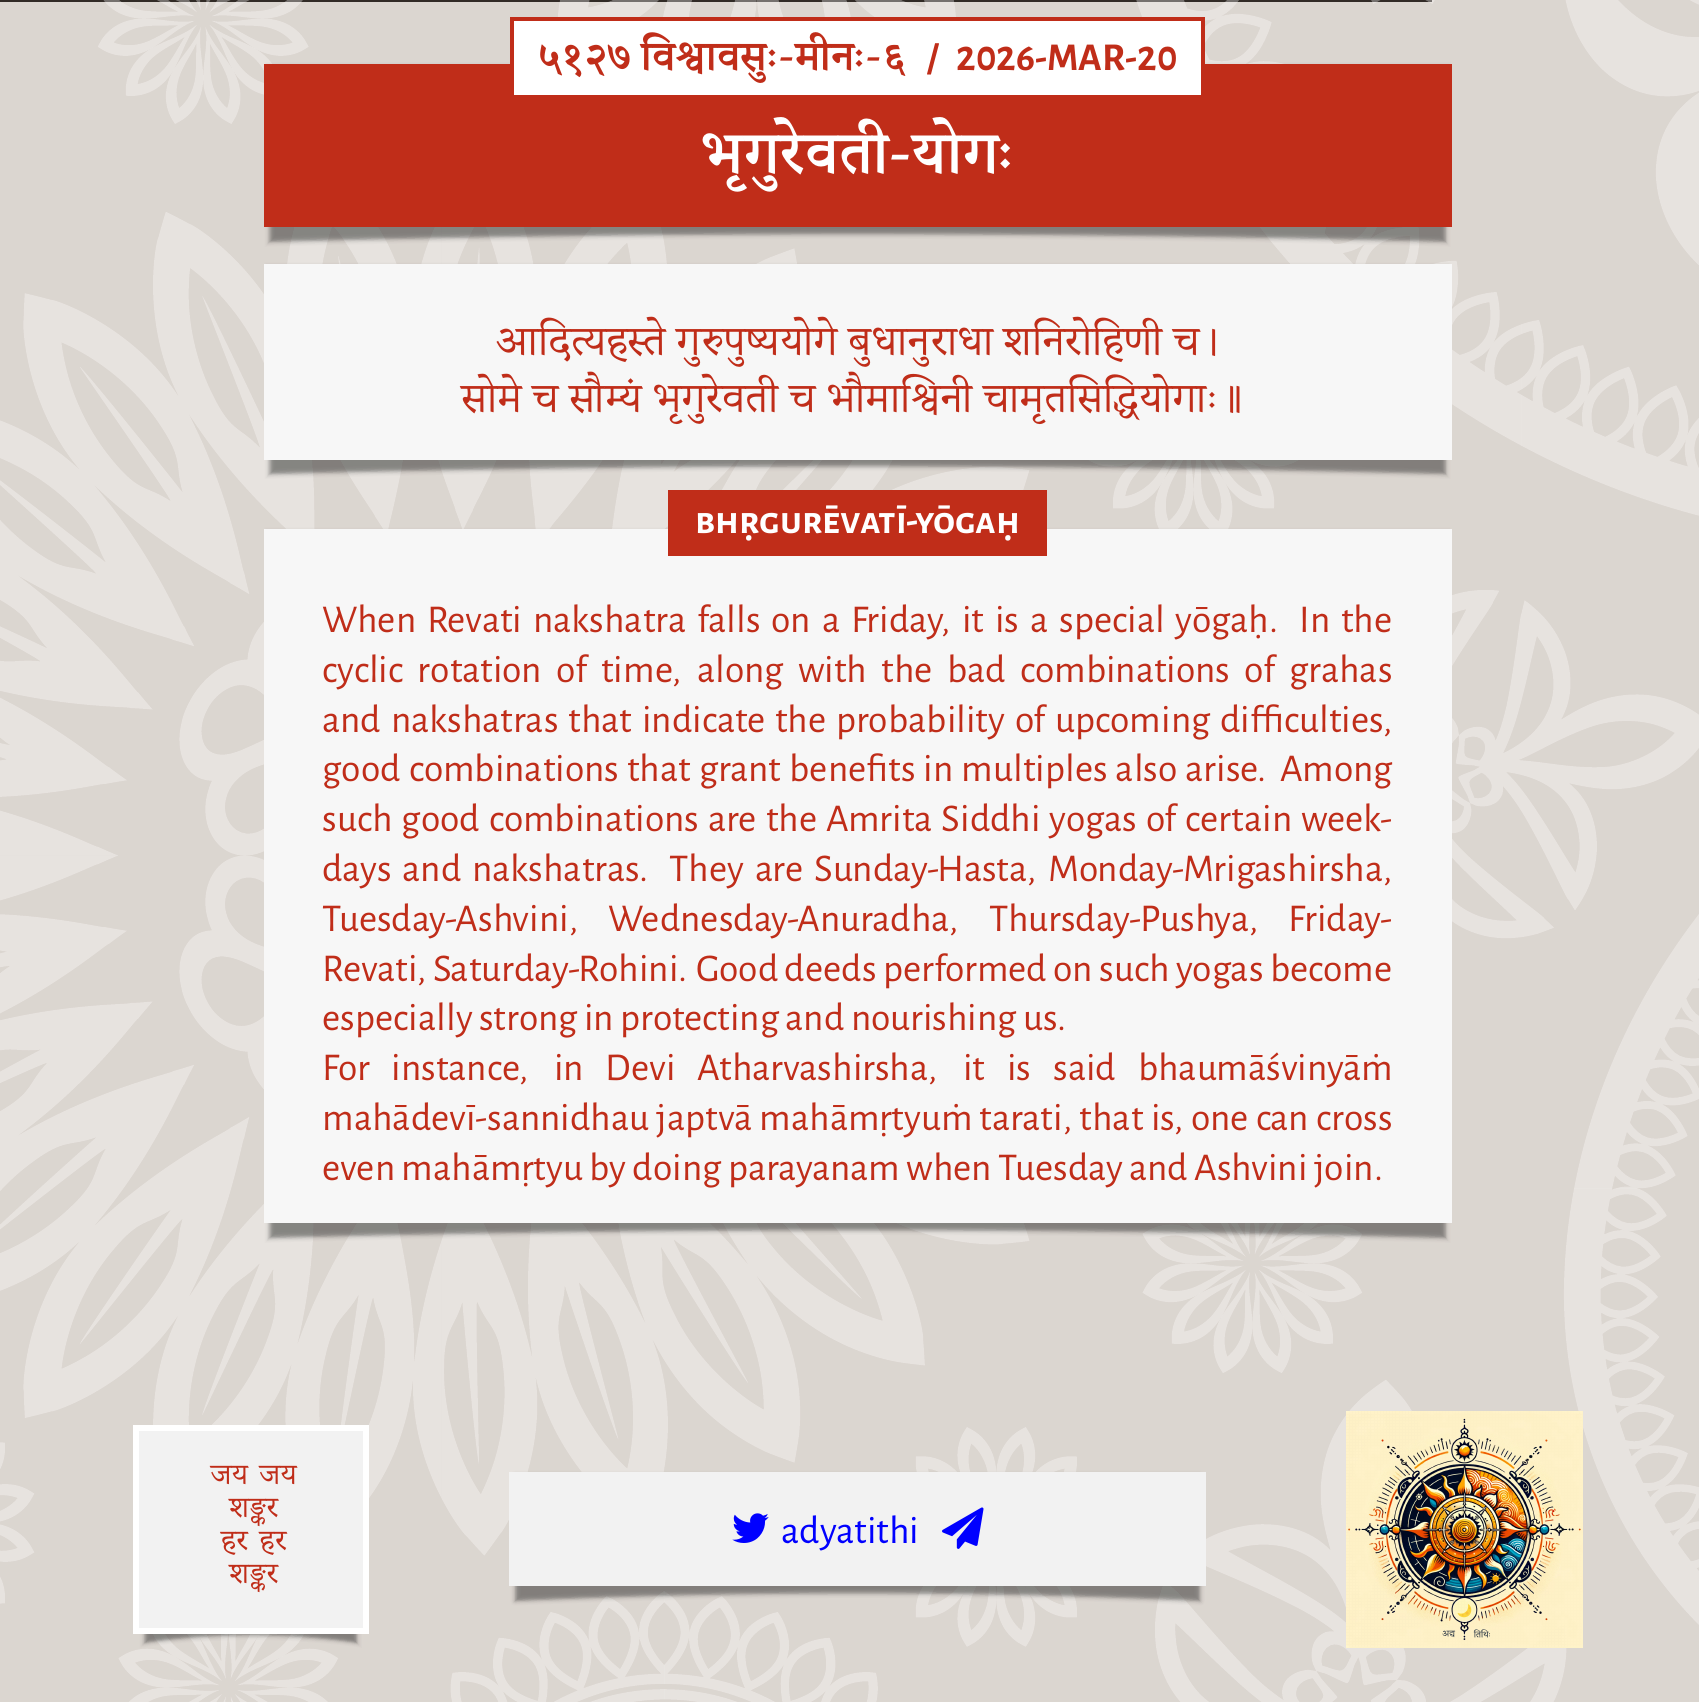 ५१२७ विश्वावसुः-मीनः-६ / 2026-MAR-20
भृगुरेवती-योगः
आदित्यहस्ते गुरुपुष्ययोगे बुधानुराधा शनिरोहिणी च।
सोमे च सौम्यं भृगुरेवती च भौमाश्विनी चामृतसिद्धियोगाः॥
BHṚGURĒVATĪ-YŌGAḤ
When Revati nakshatra falls on a Friday, it is a special yōgaḥ. In the
cyclic rotation of time, along with the bad combinations of grahas
and nakshatras that indicate the probability of upcoming difficulties,
good combinations that grant benefits in multiples also arise. Among
such good combinations are the Amrita Siddhi yogas of certain week-
days and nakshatras. They are Sunday-Hasta, Monday-Mrigashirsha,
Tuesday-Ashvini, Wednesday-Anuradha, Thursday-Pushya, Friday-
Revati, Saturday-Rohini. Good deeds performed on such yogas become
especially strong in protecting and nourishing us.
For instance, in Devi Atharvashirsha, it is said bhaumāśvinyāṁ
mahādevī-sannidhau japtvā mahāmṛtyuṁ tarati, that is, one can cross
even mahāmṛtyu by doing parayanam when Tuesday and Ashvini join.
जय जय
शङ्कर
हर हर
शङ्कर
adyatithi
अद्य तिथिः